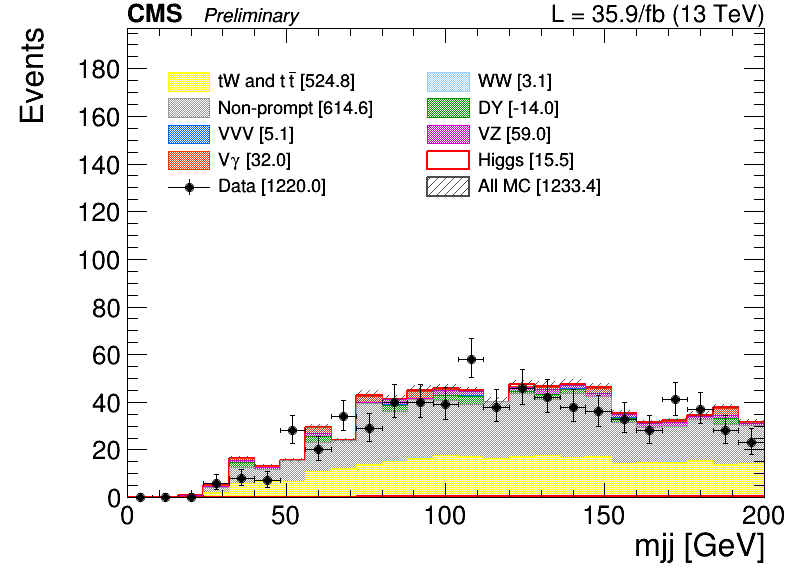 CMS Preliminary L = 35.9/fb (13 TeV)
Events
180
160
140
120
100
80
60
40
20
0
tW and t t̅ [524.8] WW [3.1]
Non-prompt [614.6] DY [-14.0]
VVV [5.1] VZ [59.0]
Vγ [32.0] Higgs [15.5]
Data [1220.0] All MC [1233.4]
0 50 100 150 200
mjj [GeV]